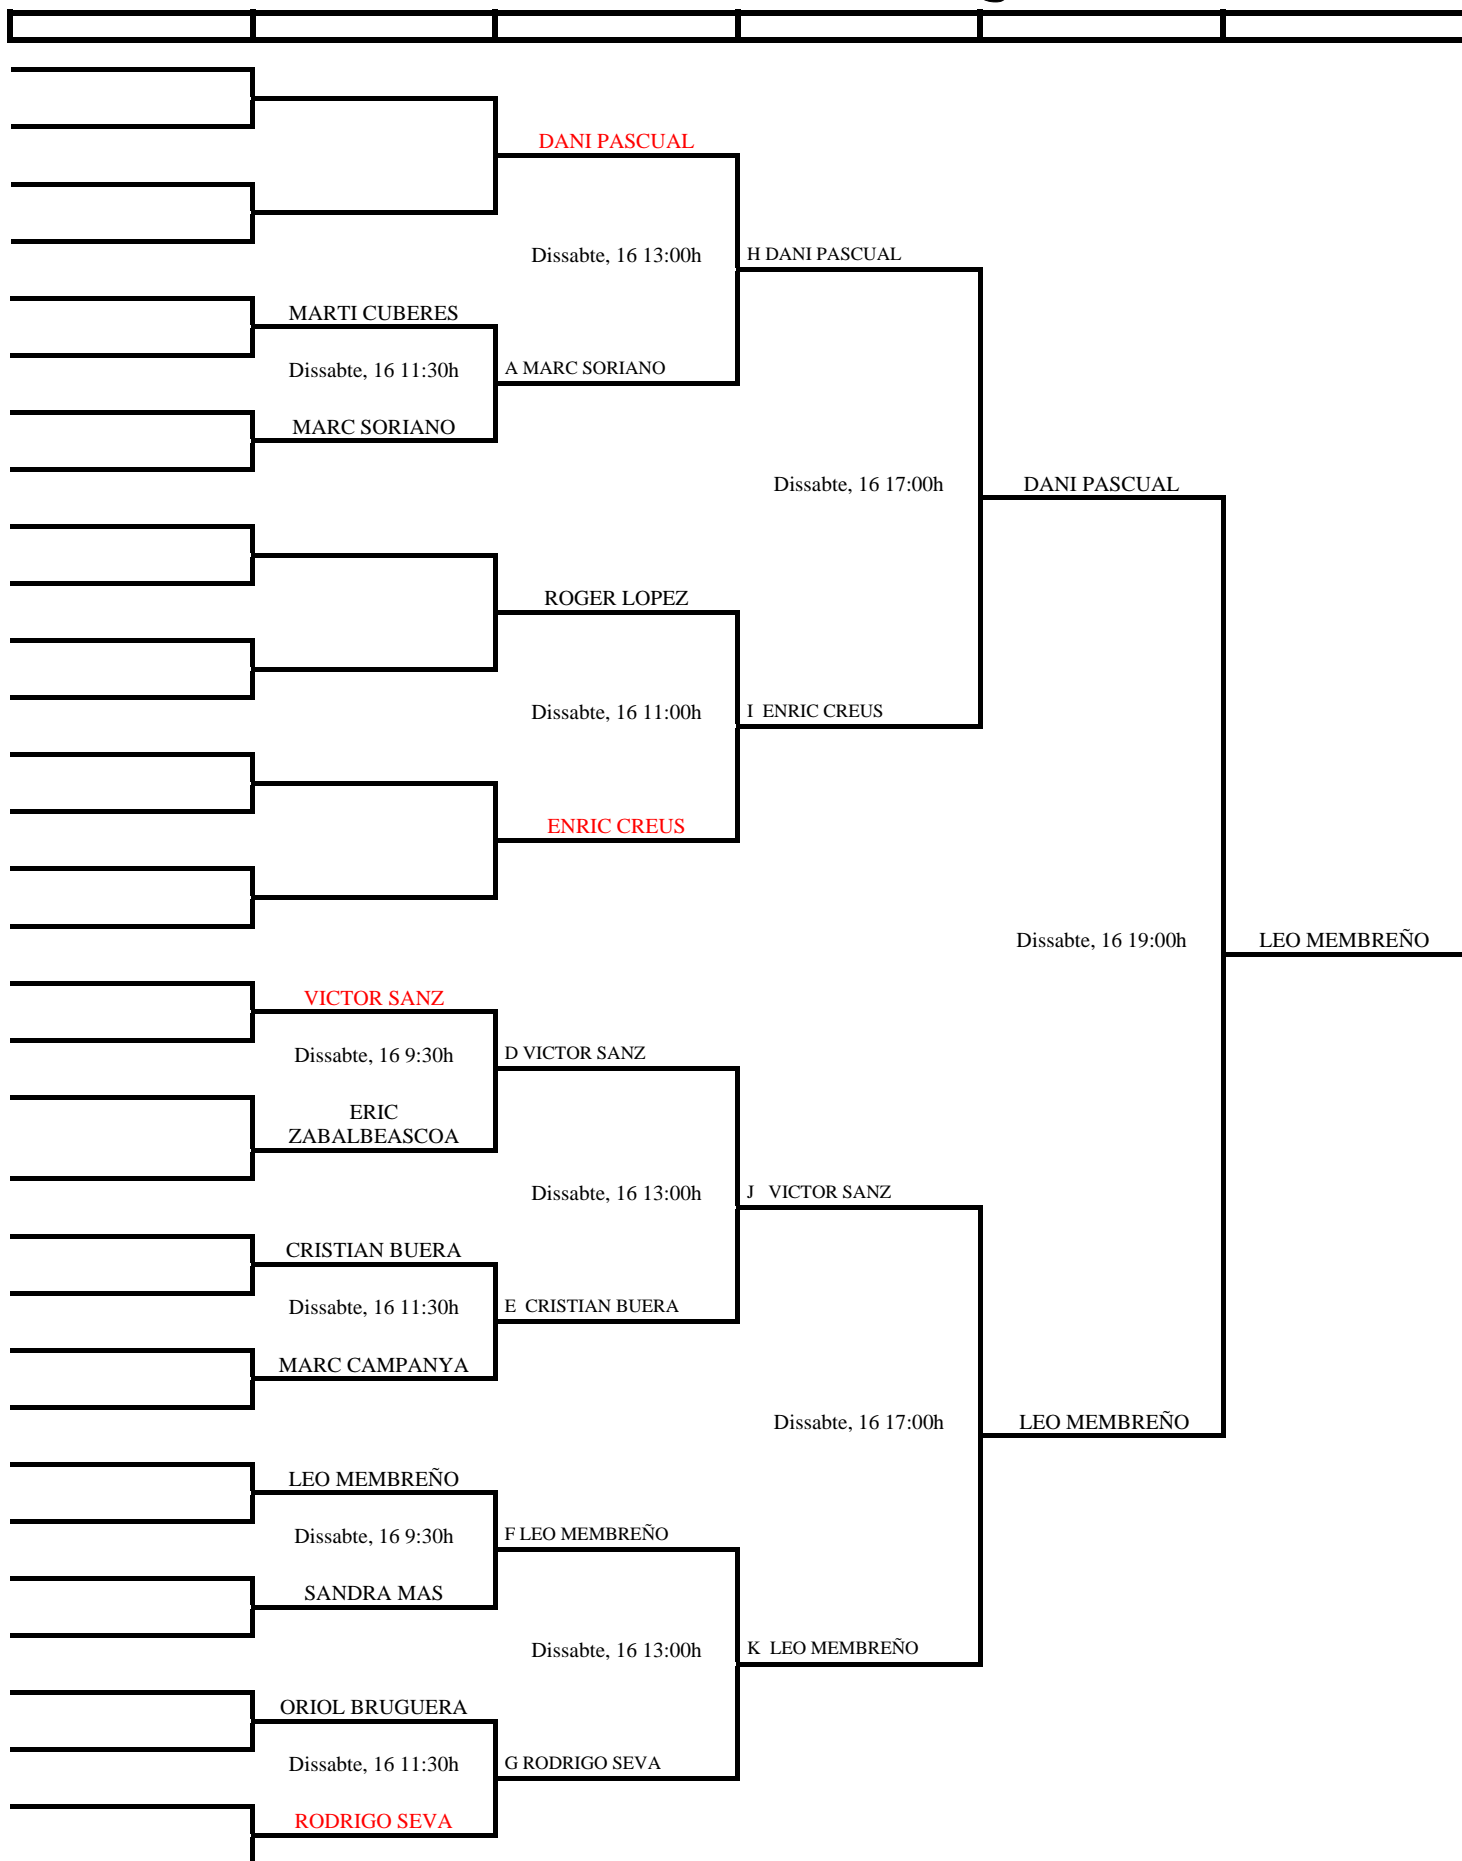 DANI PASCUAL
Dissabte, 16 13:00h
H DANI PASCUAL
MARTI CUBERES
Dissabte, 16 11:30h
A MARC SORIANO
MARC SORIANO
Dissabte, 16 17:00h
DANI PASCUAL
ROGER LOPEZ
Dissabte, 16 11:00h
I ENRIC CREUS
ENRIC CREUS
Dissabte, 16 19:00h
LEO MEMBREÑO
VICTOR SANZ
Dissabte, 16 9:30h
D VICTOR SANZ
ERIC
ZABALBEASCOA
Dissabte, 16 13:00h
J VICTOR SANZ
CRISTIAN BUERA
Dissabte, 16 11:30h
E CRISTIAN BUERA
MARC CAMPANYA
Dissabte, 16 17:00h
LEO MEMBREÑO
LEO MEMBREÑO
Dissabte, 16 9:30h
F LEO MEMBREÑO
SANDRA MAS
Dissabte, 16 13:00h
K LEO MEMBREÑO
ORIOL BRUGUERA
Dissabte, 16 11:30h
G RODRIGO SEVA
RODRIGO SEVA